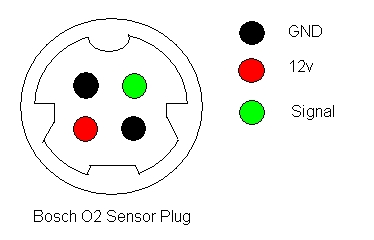 GND
12v
Signal
Bosch O2 Sensor Plug